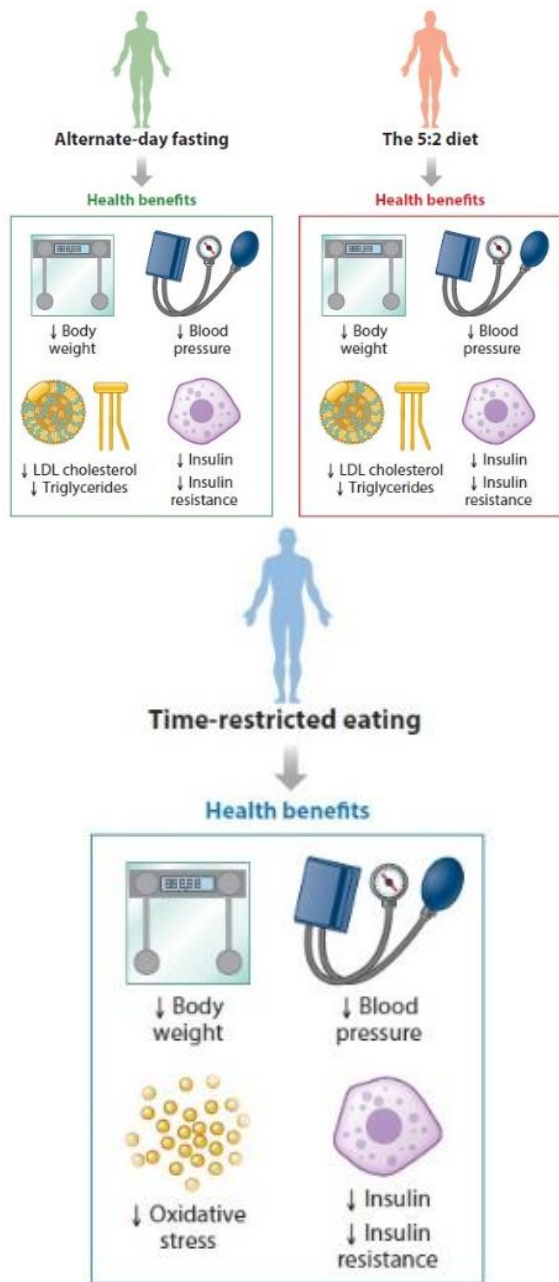 Alternate-day fasting
Health benefits
↓ Body
weight
↓ Blood
pressure
↓ LDL cholesterol
↓ Triglycerides
↓ Insulin
↓ Insulin
resistance
The 5:2 diet
Health benefits
↓ Body
weight
↓ Blood
pressure
↓ LDL cholesterol
↓ Triglycerides
↓ Insulin
↓ Insulin
resistance
Time-restricted eating
Health benefits
↓ Body
weight
↓ Blood
pressure
↓ Oxidative
stress
↓ Insulin
↓ Insulin
resistance